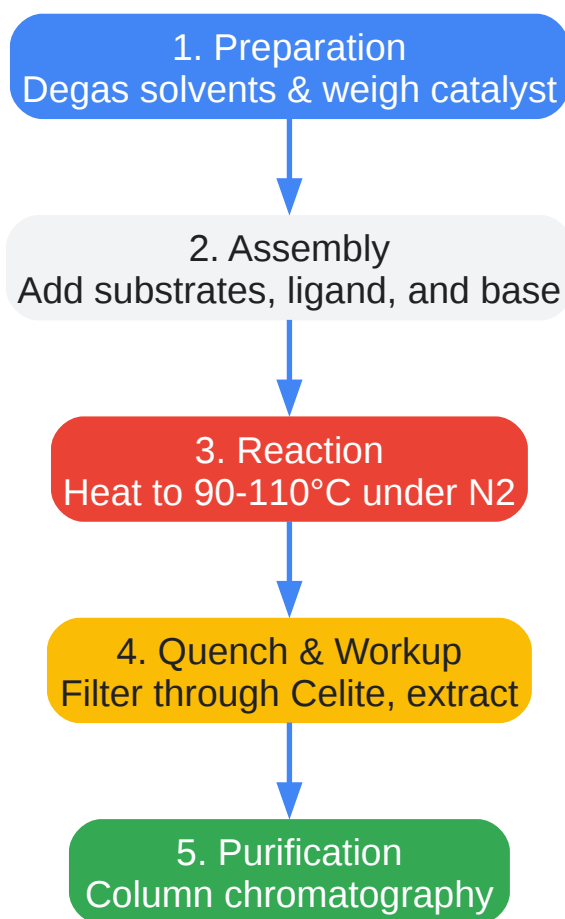 1. Preparation
Degas solvents & weigh catalyst
2. Assembly
Add substrates, ligand, and base
3. Reaction
Heat to 90-110°C under N2
4. Quench & Workup
Filter through Celite, extract
5. Purification
Column chromatography